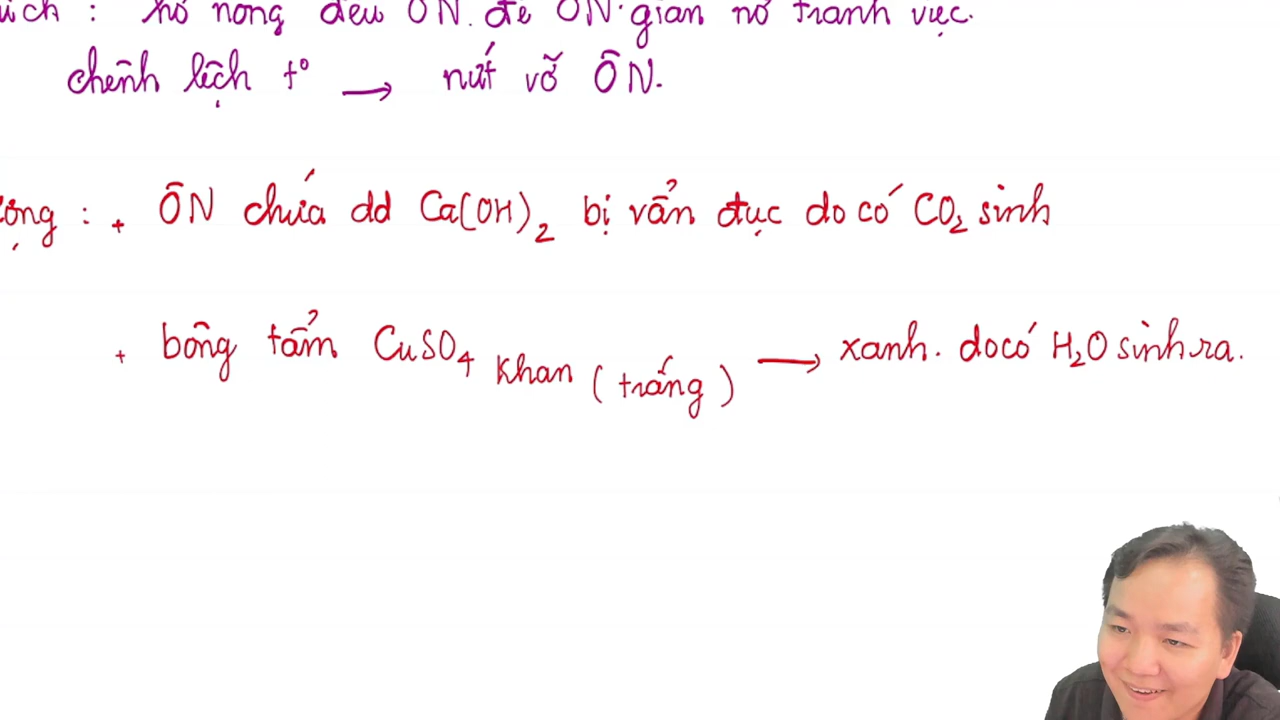 : hơ nóng đều ÔN. để ÔN. giãn nở tránh việc.
chênh lệch t° → nứt vỡ ÔN.
: + ÔN chứa dd Ca(OH)₂ bị vẩn đục do có CO₂ sinh
+ bông tẩm CuSO₄ khan (trắng) → xanh. do có H₂O sinh ra.